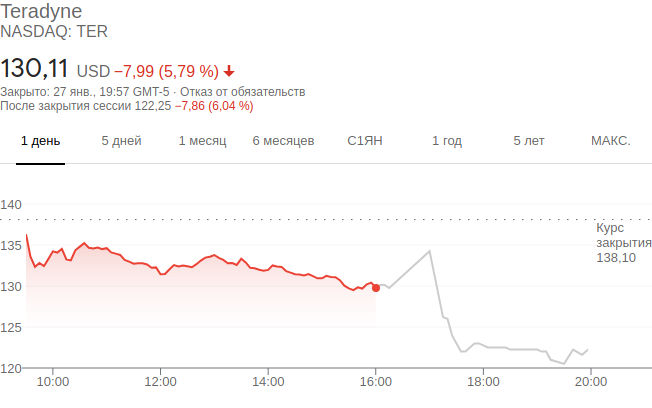 Teradyne
NASDAQ: TER
130,11 USD −7,99 (5,79 %)
Закрыто: 27 янв., 19:57 GMT-5 · Отказ от обязательств
После закрытия сессии 122,25 −7,86 (6,04 %)
1 день 5 дней 1 месяц 6 месяцев С1ЯН 1 год 5 лет МАКС.
140
Курс
закрытия
138,10
135
130
125
120
10:00 12:00 14:00 16:00 18:00 20:00